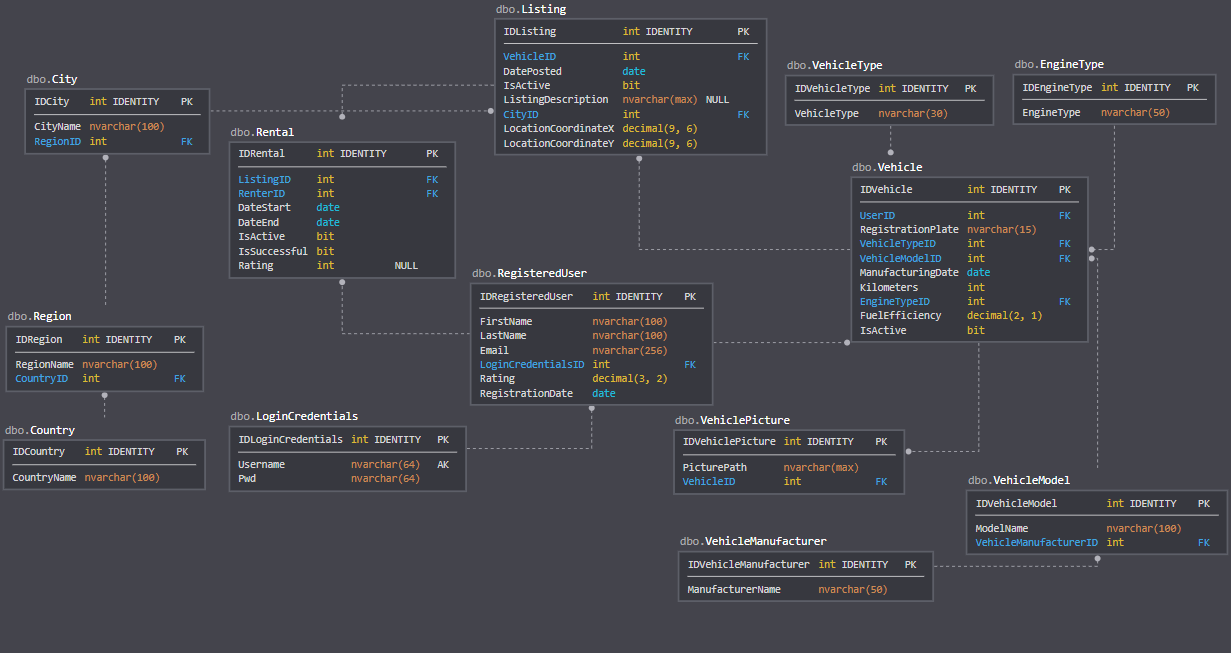 dbo.Listing
IDListing int IDENTITY PK
VehicleID int FK
DatePosted date
IsActive bit
ListingDescription nvarchar(max) NULL
CityID int FK
LocationCoordinateX decimal(9, 6)
LocationCoordinateY decimal(9, 6)
dbo.VehicleType
IDVehicleType int IDENTITY PK
VehicleType nvarchar(30)
dbo.EngineType
IDEngineType int IDENTITY PK
EngineType nvarchar(50)
dbo.City
IDCity int IDENTITY PK
CityName nvarchar(100)
RegionID int FK
dbo.Rental
IDRental int IDENTITY PK
ListingID int FK
RenterID int FK
DateStart date
DateEnd date
IsActive bit
IsSuccessful bit
Rating int NULL
dbo.Vehicle
IDVehicle int IDENTITY PK
UserID int FK
RegistrationPlate nvarchar(15)
VehicleTypeID int FK
VehicleModelID int FK
ManufacturingDate date
Kilometers int
EngineTypeID int FK
FuelEfficiency decimal(2, 1)
IsActive bit
dbo.RegisteredUser
IDRegisteredUser int IDENTITY PK
FirstName nvarchar(100)
LastName nvarchar(100)
Email nvarchar(256)
LoginCredentialsID int FK
Rating decimal(3, 2)
RegistrationDate date
dbo.Region
IDRegion int IDENTITY PK
RegionName nvarchar(100)
CountryID int FK
dbo.Country
IDCountry int IDENTITY PK
CountryName nvarchar(100)
dbo.LoginCredentials
IDLoginCredentials int IDENTITY PK
Username nvarchar(64) AK
Pwd nvarchar(64)
dbo.VehiclePicture
IDVehiclePicture int IDENTITY PK
PicturePath nvarchar(max)
VehicleID int FK
dbo.VehicleModel
IDVehicleModel int IDENTITY PK
ModelName nvarchar(100)
VehicleManufacturerID int FK
dbo.VehicleManufacturer
IDVehicleManufacturer int IDENTITY PK
ManufacturerName nvarchar(50)